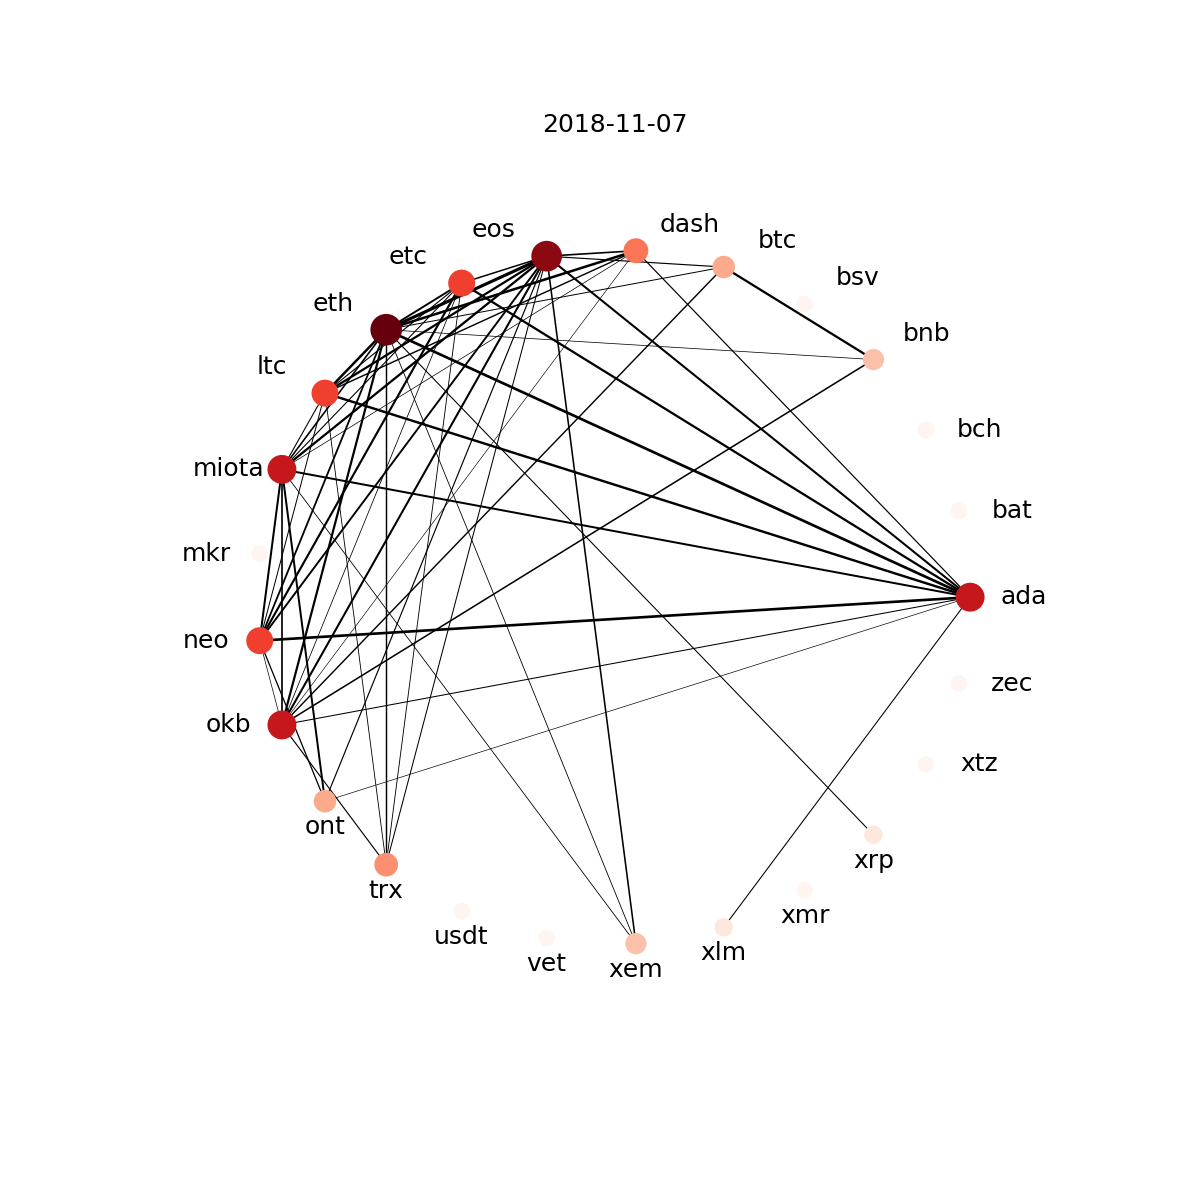 2018-11-07
eos
dash
btc
etc
bsv
eth
bnb
ltc
bch
miota
bat
mkr
ada
neo
zec
okb
xtz
ont
xrp
trx
xmr
usdt
xlm
vet
xem